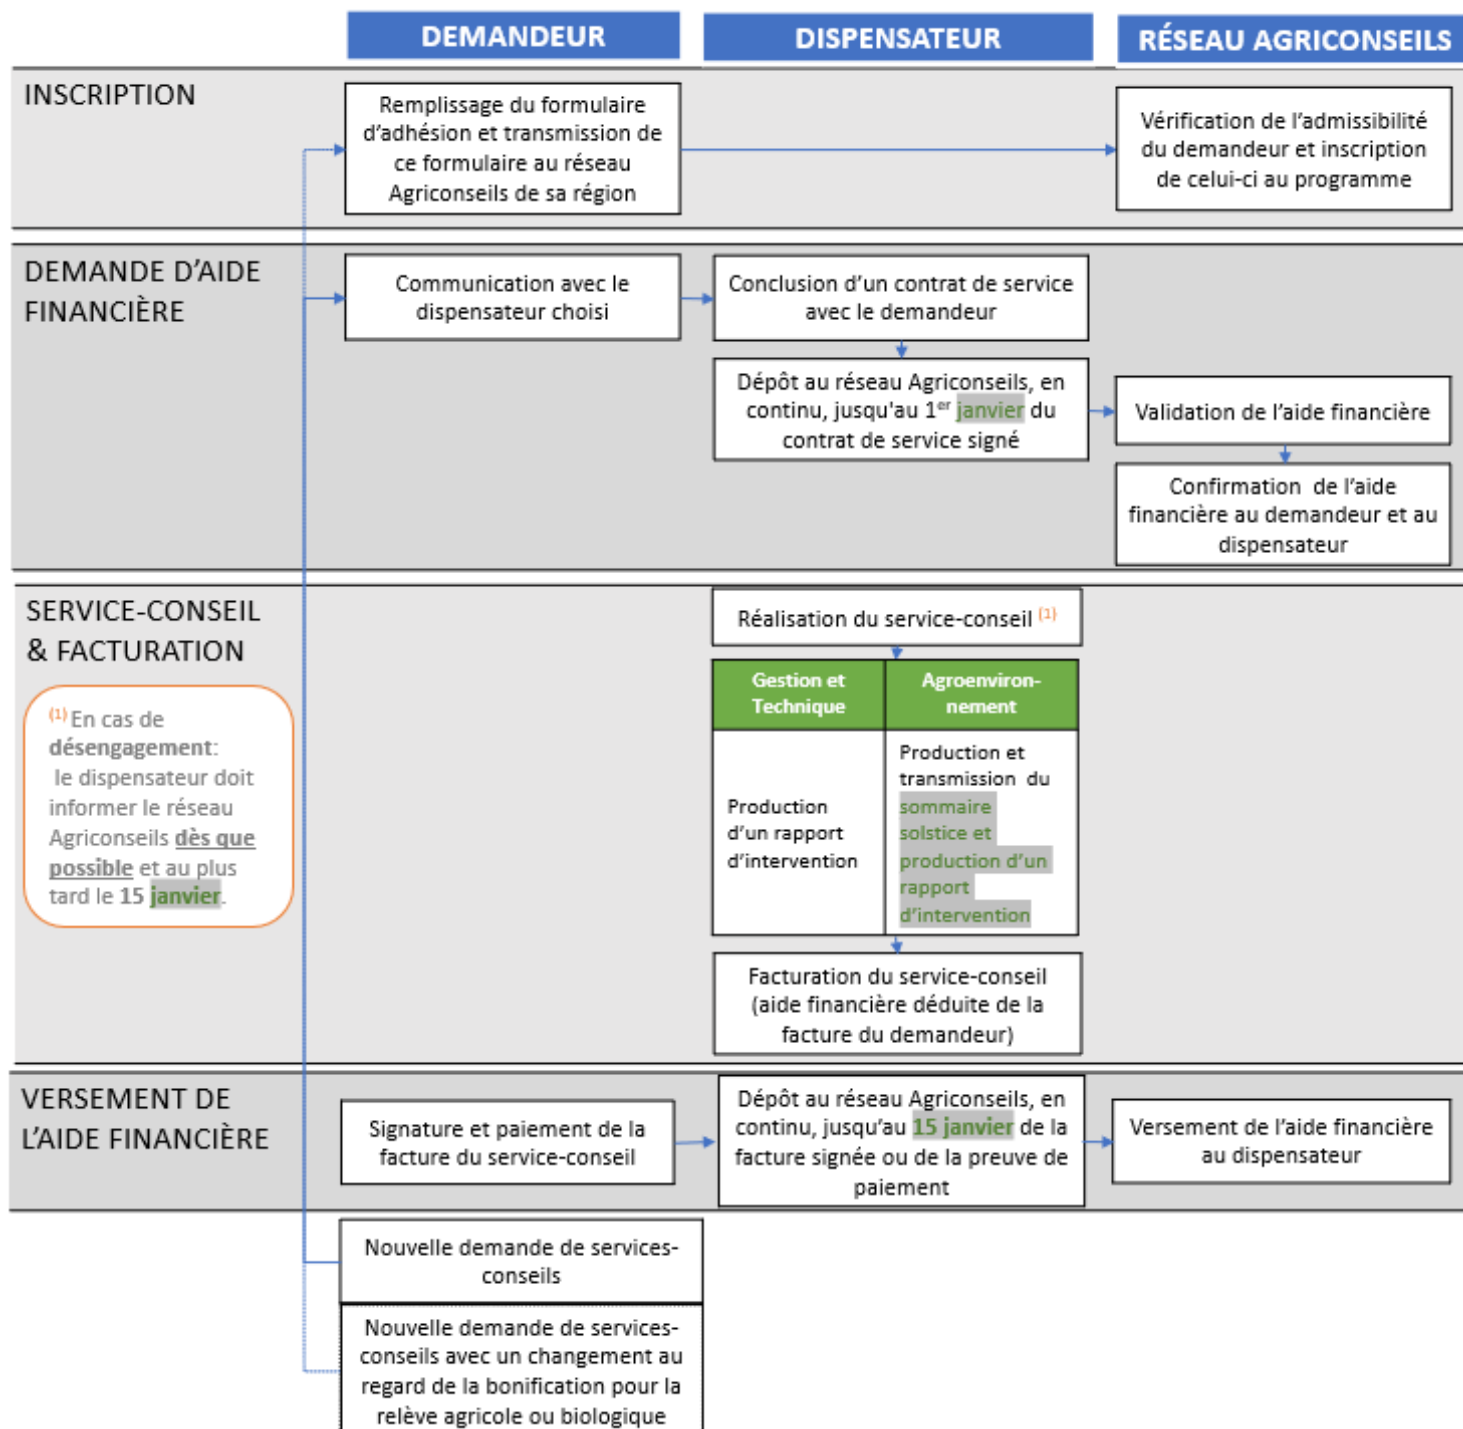 DEMANDEUR
DISPENSATEUR
RÉSEAU AGRICONSEILS
INSCRIPTION
Remplissage du formulaire
d'adhésion et transmission de
ce formulaire au réseau
Agriconseils de sa région
Vérification de l'admissibilité
du demandeur et inscription
de celui-ci au programme
DEMANDE D'AIDE
FINANCIÈRE
Communication avec le
dispensateur choisi
Conclusion d'un contrat de service
avec le demandeur
Dépôt au réseau Agriconseils, en
continu, jusqu'au 1er janvier du
contrat de service signé
Validation de l'aide financière
Confirmation de l'aide
financière au demandeur et au
dispensateur
SERVICE-CONSEIL
& FACTURATION
(1) En cas de
désengagement:
le dispensateur doit
informer le réseau
Agriconseils dès que
possible et au plus
tard le 15 janvier.
Réalisation du service-conseil (1)
Gestion et
Technique
Agroenviron-
nement
Production
d'un rapport
d'intervention
Production et
transmission du
sommaire
solstice et
production d'un
rapport
d'intervention
Facturation du service-conseil
(aide financière déduite de la
facture du demandeur)
VERSEMENT DE
L'AIDE FINANCIÈRE
Signature et paiement de la
facture du service-conseil
Dépôt au réseau Agriconseils, en
continu, jusqu'au 15 janvier de la
facture signée ou de la preuve de
paiement
Versement de l'aide financière
au dispensateur
Nouvelle demande de services-
conseils
Nouvelle demande de services-
conseils avec un changement au
regard de la bonification pour la
relève agricole ou biologique